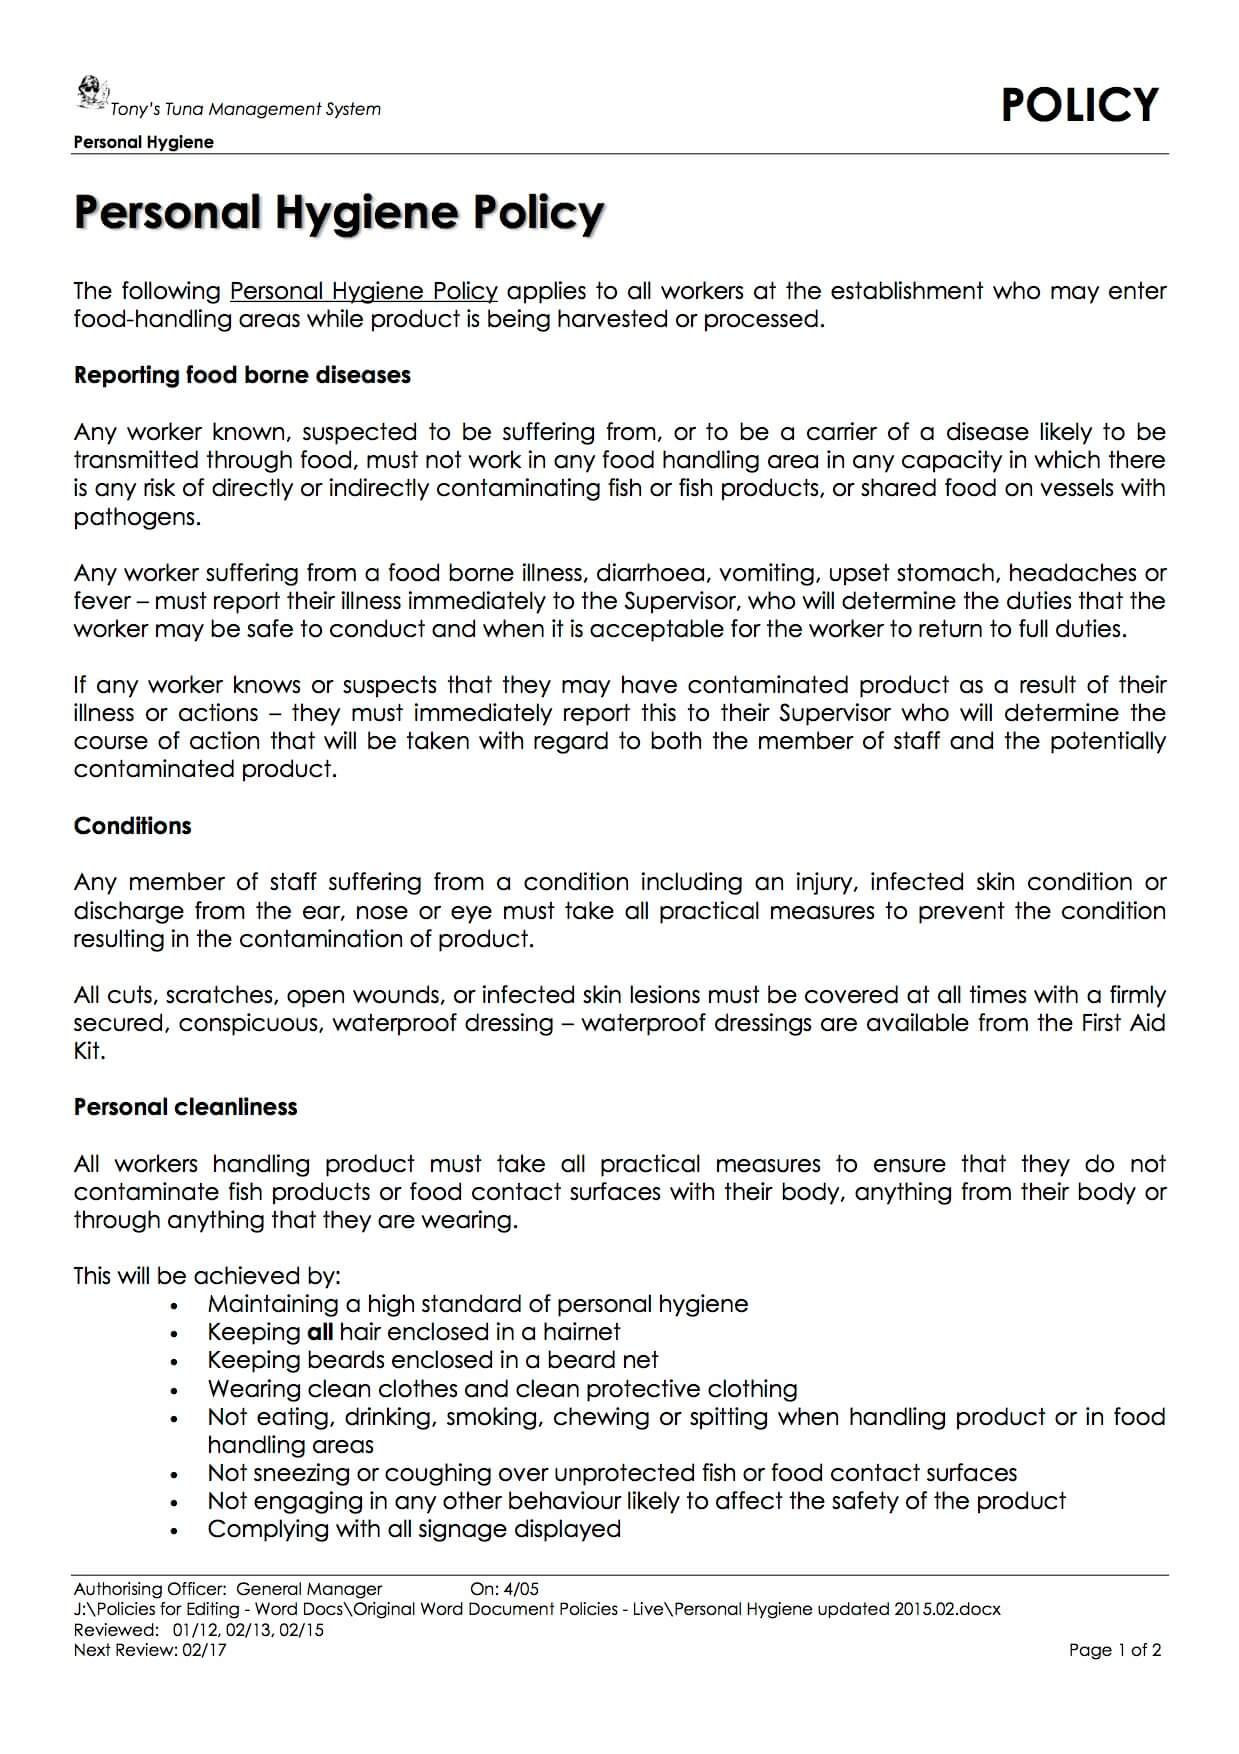 Tony's Tuna Management System
POLICY
Personal Hygiene
Personal Hygiene Policy
The following Personal Hygiene Policy applies to all workers at the establishment who may enter
food-handling areas while product is being harvested or processed.
Reporting food borne diseases
Any worker known, suspected to be suffering from, or to be a carrier of a disease likely to be
transmitted through food, must not work in any food handling area in any capacity in which there
is any risk of directly or indirectly contaminating fish or fish products, or shared food on vessels with
pathogens.
Any worker suffering from a food borne illness, diarrhoea, vomiting, upset stomach, headaches or
fever – must report their illness immediately to the Supervisor, who will determine the duties that the
worker may be safe to conduct and when it is acceptable for the worker to return to full duties.
If any worker knows or suspects that they may have contaminated product as a result of their
illness or actions – they must immediately report this to their Supervisor who will determine the
course of action that will be taken with regard to both the member of staff and the potentially
contaminated product.
Conditions
Any member of staff suffering from a condition including an injury, infected skin condition or
discharge from the ear, nose or eye must take all practical measures to prevent the condition
resulting in the contamination of product.
All cuts, scratches, open wounds, or infected skin lesions must be covered at all times with a firmly
secured, conspicuous, waterproof dressing – waterproof dressings are available from the First Aid
Kit.
Personal cleanliness
All workers handling product must take all practical measures to ensure that they do not
contaminate fish products or food contact surfaces with their body, anything from their body or
through anything that they are wearing.
This will be achieved by:
• Maintaining a high standard of personal hygiene
• Keeping all hair enclosed in a hairnet
• Keeping beards enclosed in a beard net
• Wearing clean clothes and clean protective clothing
• Not eating, drinking, smoking, chewing or spitting when handling product or in food
handling areas
• Not sneezing or coughing over unprotected fish or food contact surfaces
• Not engaging in any other behaviour likely to affect the safety of the product
• Complying with all signage displayed
Authorising Officer: General Manager On: 4/05
J:\Policies for Editing - Word Docs\Original Word Document Policies - Live\Personal Hygiene updated 2015.02.docx
Reviewed: 01/12, 02/13, 02/15
Next Review: 02/17 Page 1 of 2